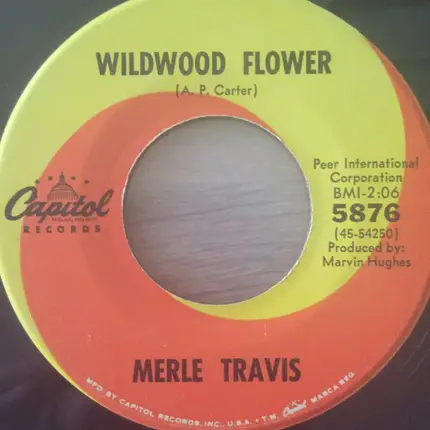 WILDWOOD FLOWER
(A. P. Carter)
Peer International
Corporation
BMI-2:06
5876
(45-54250)
Produced by:
Marvin Hughes
Capitol
RECORDS
MERLE TRAVIS
MFD. BY CAPITOL RECORDS, INC., U.S.A. • T.M. Capitol MARCA REG.